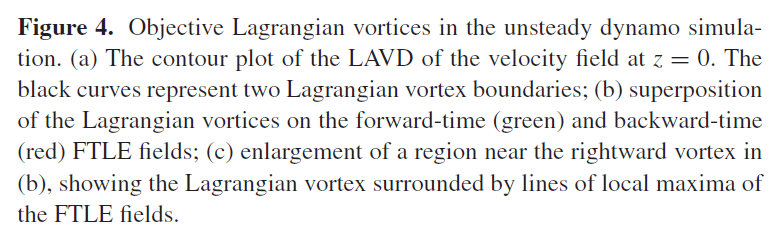 Figure 4. Objective Lagrangian vortices in the unsteady dynamo simula-
tion. (a) The contour plot of the LAVD of the velocity field at z = 0. The
black curves represent two Lagrangian vortex boundaries; (b) superposition
of the Lagrangian vortices on the forward-time (green) and backward-time
(red) FTLE fields; (c) enlargement of a region near the rightward vortex in
(b), showing the Lagrangian vortex surrounded by lines of local maxima of
the FTLE fields.